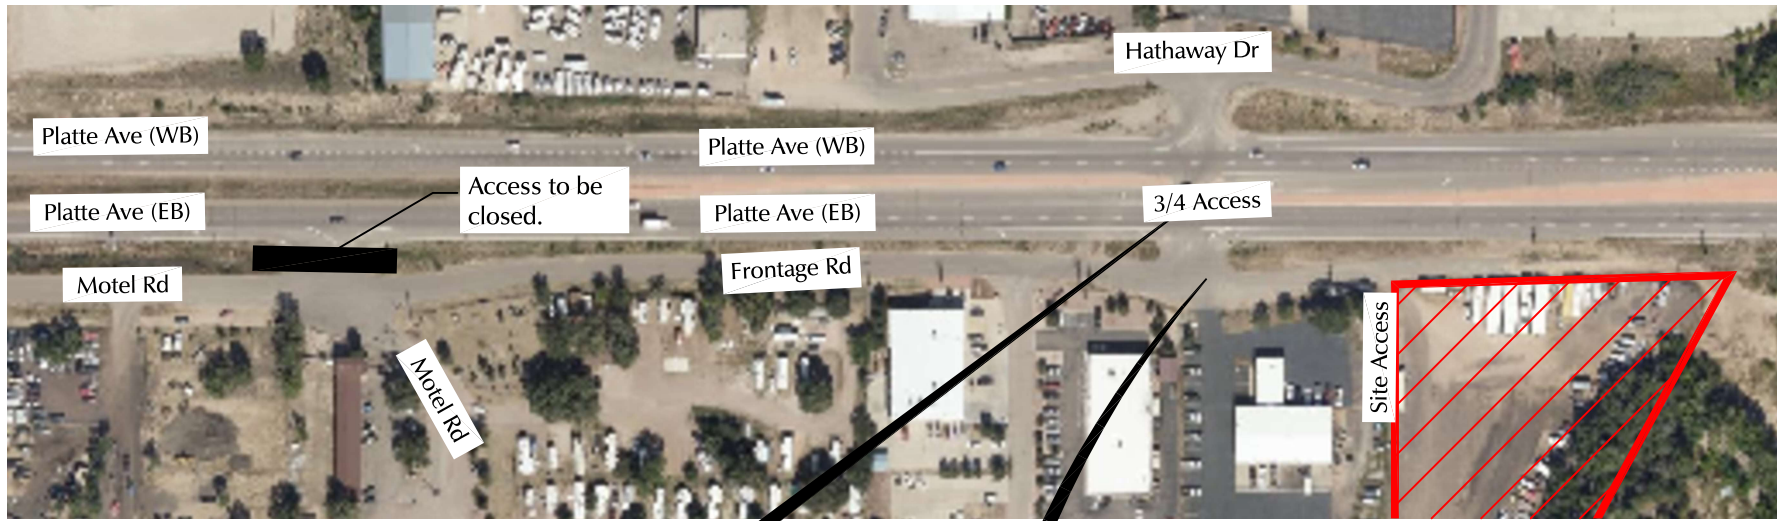 Hathaway Dr
Platte Ave (WB)
Platte Ave (WB)
Access to be
closed.
3/4 Access
Platte Ave (EB)
Platte Ave (EB)
Frontage Rd
Motel Rd
Site Access
Motel Rd